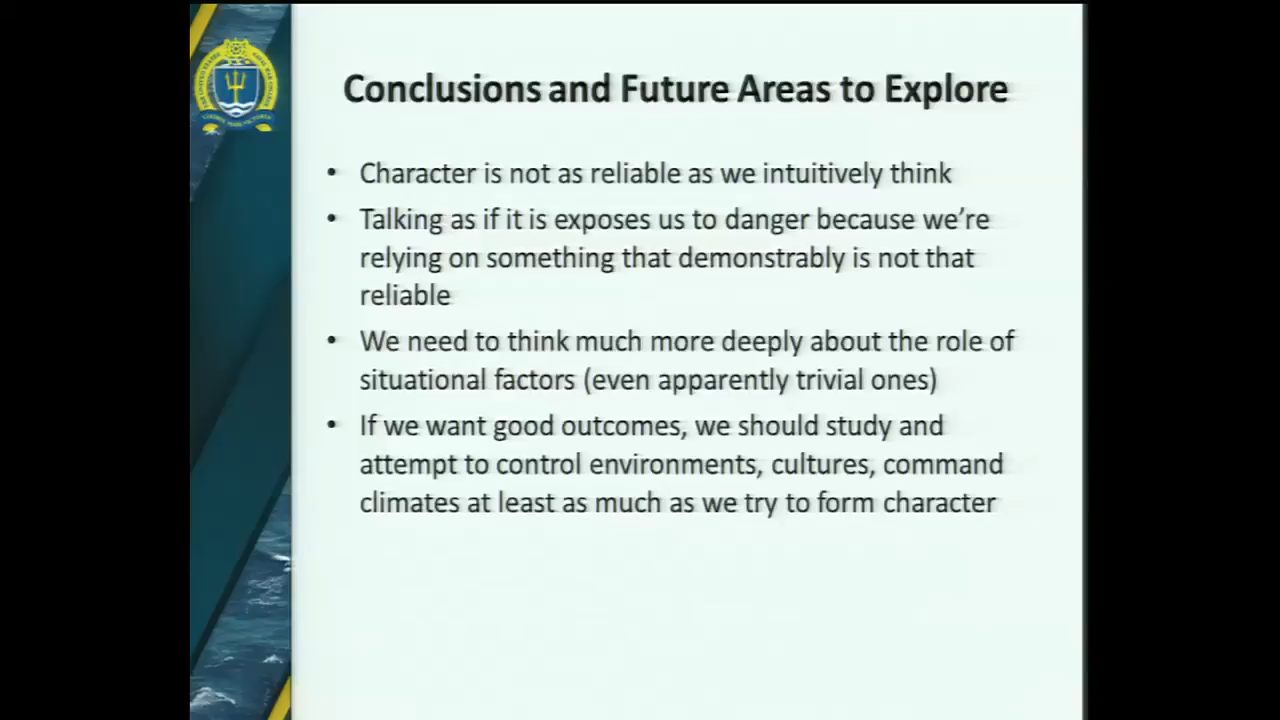 Conclusions and Future Areas to Explore
• Character is not as reliable as we intuitively think
• Talking as if it is exposes us to danger because we’re
relying on something that demonstrably is not that
reliable
• We need to think much more deeply about the role of
situational factors (even apparently trivial ones)
• If we want good outcomes, we should study and
attempt to control environments, cultures, command
climates at least as much as we try to form character